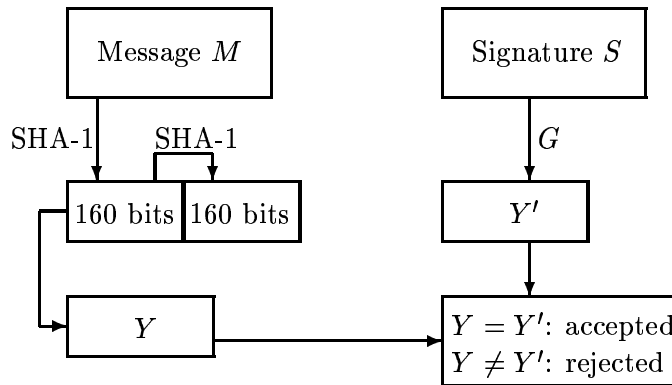 Message M
Signature S
SHA-1
SHA-1
G
160 bits
160 bits
Y′
Y
Y = Y′: accepted
Y ≠ Y′: rejected